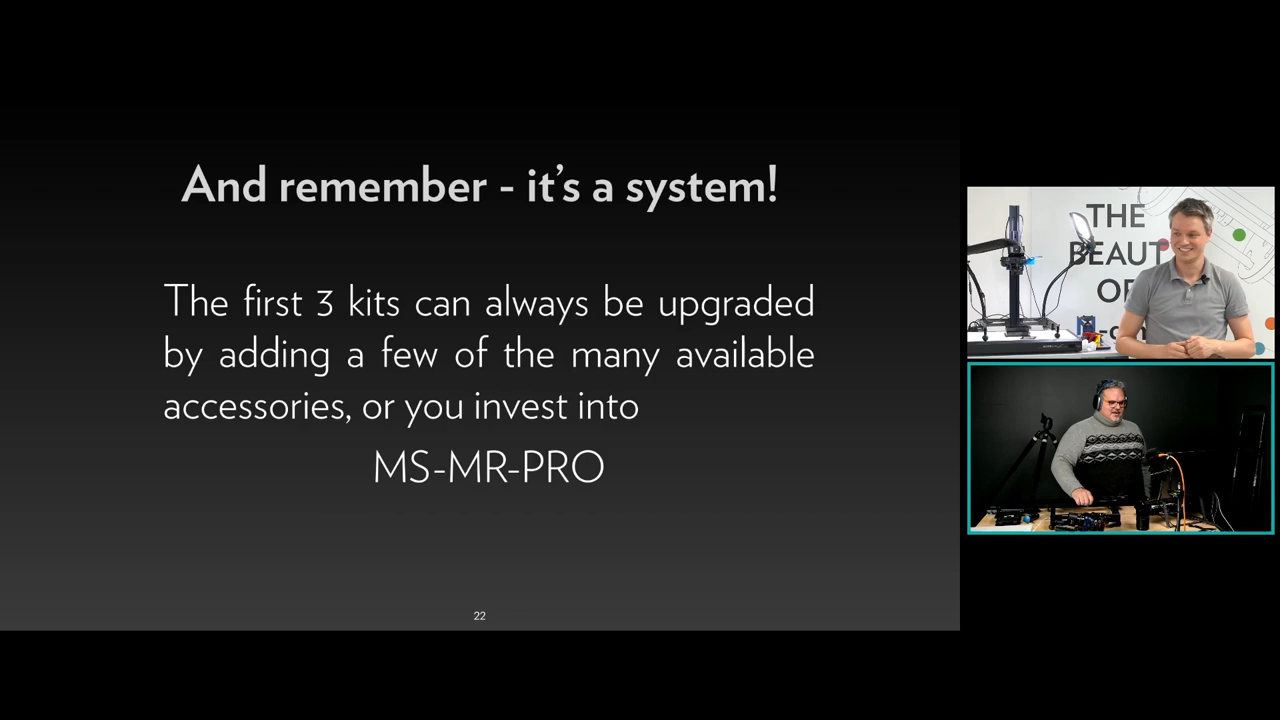 And remember - it's a system!
The first 3 kits can always be upgraded
by adding a few of the many available
accessories, or you invest into
MS-MR-PRO
22
THE
BEAUT
OF